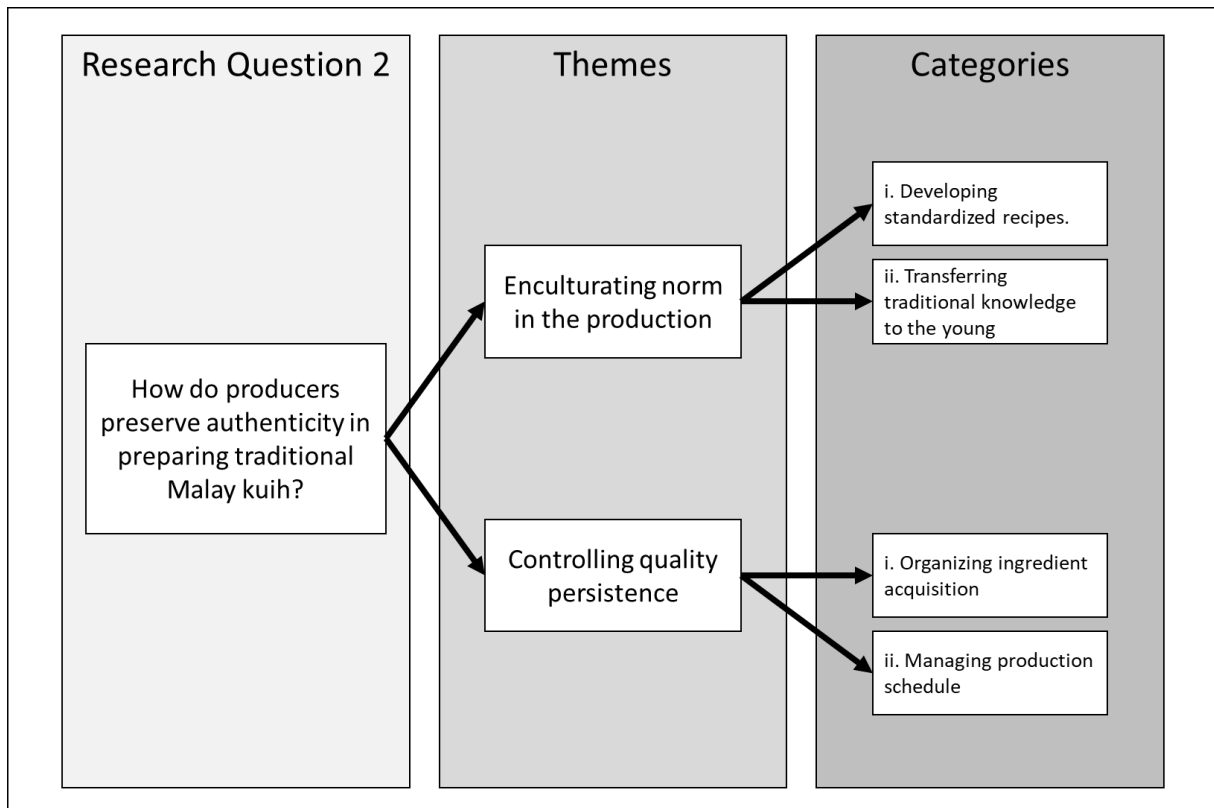 Research Question 2
Themes
Categories
How do producers
preserve authenticity in
preparing traditional
Malay kuih?
Enculturating norm
in the production
Controlling quality
persistence
i. Developing
standardized recipes.
ii. Transferring
traditional knowledge
to the young
i. Organizing ingredient
acquisition
ii. Managing production
schedule